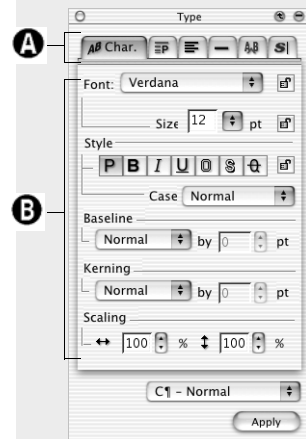 Type
A
AB Char. P A͢B S
Font: Verdana
Size 12 pt
Style
P B I U O S Q
Case Normal
B
Baseline
Normal by 0 pt
Kerning
Normal by 0 pt
Scaling
↔ 100 % ↕ 100 %
C¶ – Normal
Apply